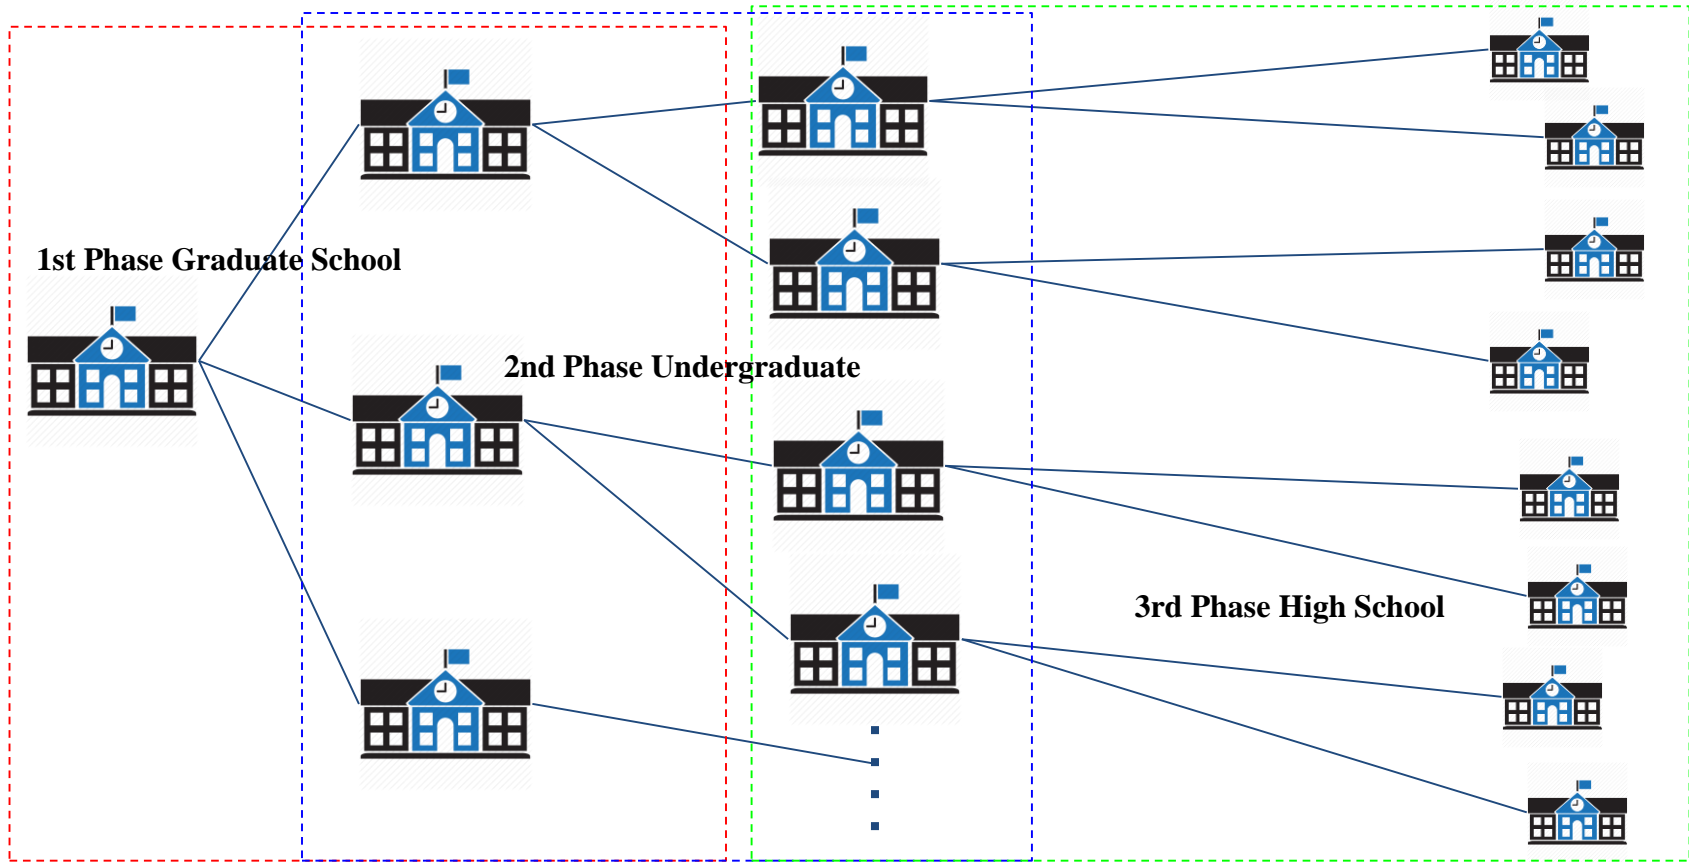 1st Phase Graduate School
2nd Phase Undergraduate
3rd Phase High School